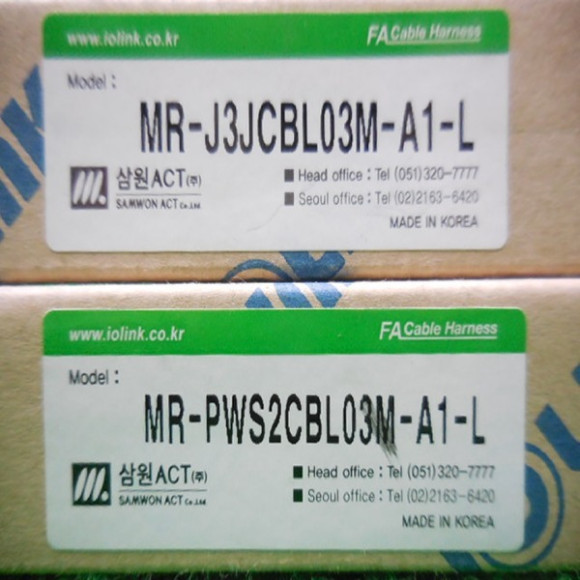 www.iolink.co.kr FA Cable Harness
Model :
MR-J3JCBL03M-A1-L
삼원ACT(주) ■ Head office : Tel (051)320-7777
SAMWON ACT Co.,Ltd ■ Seoul office : Tel (02)2163-6420
MADE IN KOREA
www.iolink.co.kr FA Cable Harness
Model :
MR-PWS2CBL03M-A1-L
삼원ACT(주) ■ Head office : Tel (051)320-7777
SAMWON ACT Co.,Ltd ■ Seoul office : Tel (02)2163-6420
MADE IN KOREA